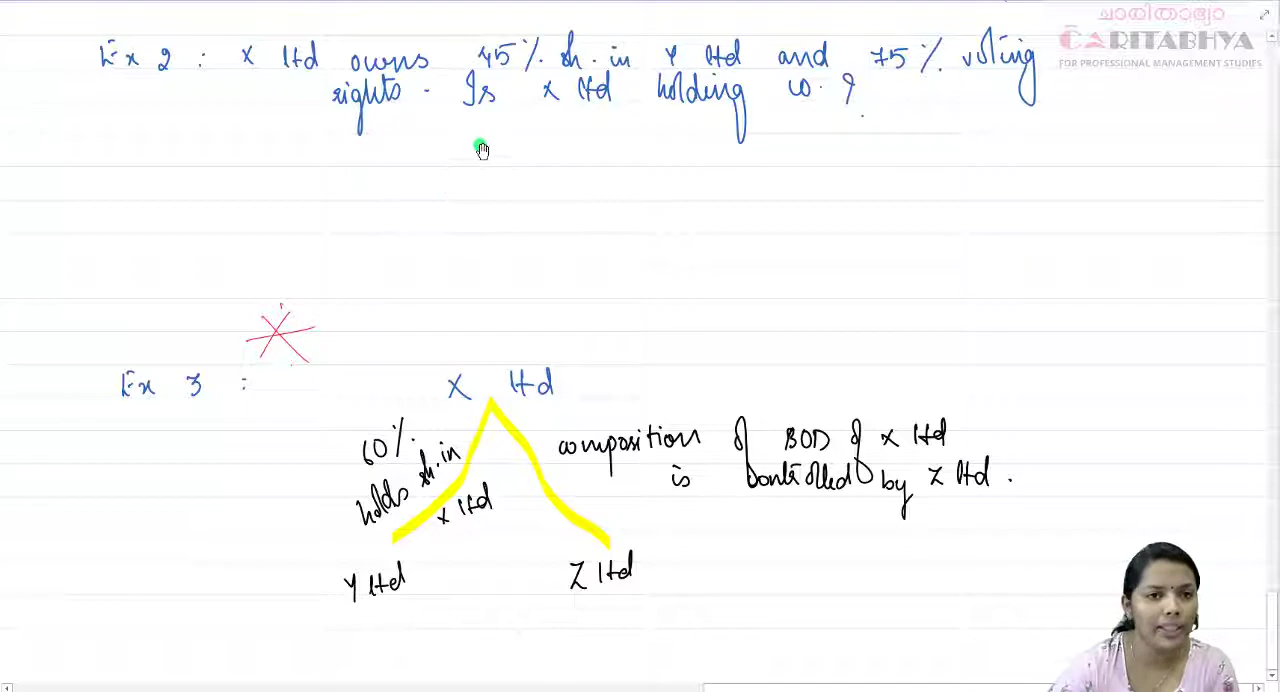 ചാരിതാഭ്യാ
CARITABHYA
FOR PROFESSIONAL MANAGEMENT STUDIES
Ex 2 : X Ltd owns 45% sh. in Y Ltd and 75% voting
rights. Is X Ltd holding co. ?
Ex 3 :
X Ltd
60%
holds sh. in
X Ltd
composition of BOD of X Ltd
is controlled by Z Ltd.
Y Ltd
Z Ltd